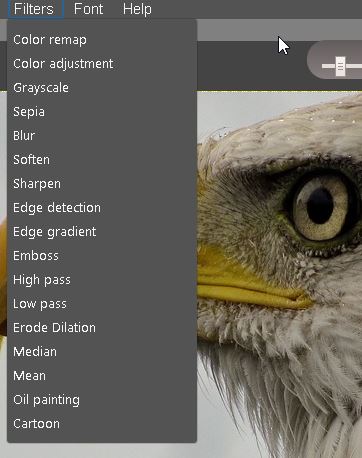 Filters Font Help
Color remap
Color adjustment
Grayscale
Sepia
Blur
Soften
Sharpen
Edge detection
Edge gradient
Emboss
High pass
Low pass
Erode Dilation
Median
Mean
Oil painting
Cartoon